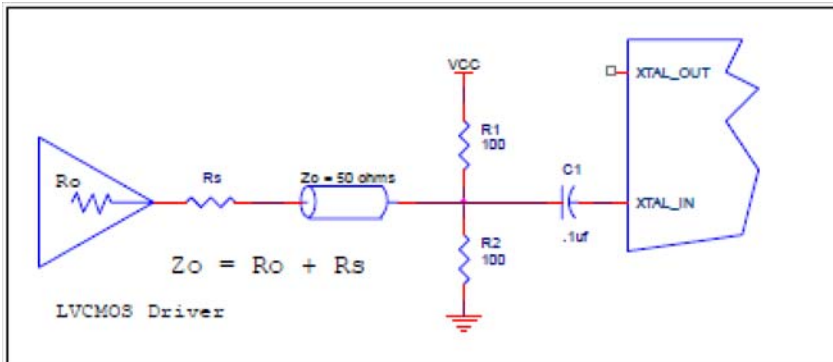 VCC
XTAL_OUT
R1
100
Ro
Rs
Zo = 50 ohms
C1
XTAL_IN
.1uf
R2
100
Zo = Ro + Rs
LVCMOS Driver